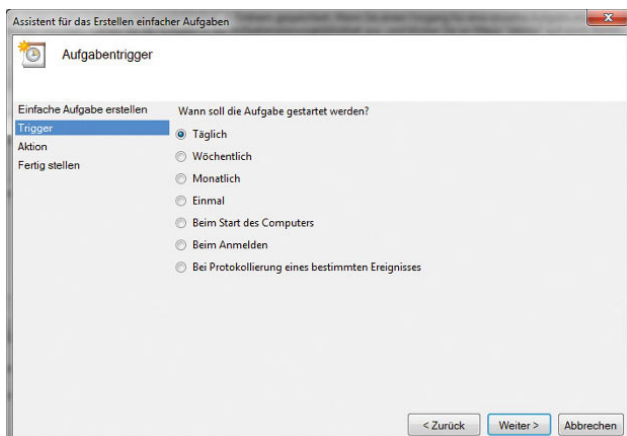 Assistent für das Erstellen einfacher Aufgaben
Aufgabentrigger
Einfache Aufgabe erstellen
Trigger
Aktion
Fertig stellen
Wann soll die Aufgabe gestartet werden?
Täglich
Wöchentlich
Monatlich
Einmal
Beim Start des Computers
Beim Anmelden
Bei Protokollierung eines bestimmten Ereignisses
< Zurück
Weiter >
Abbrechen